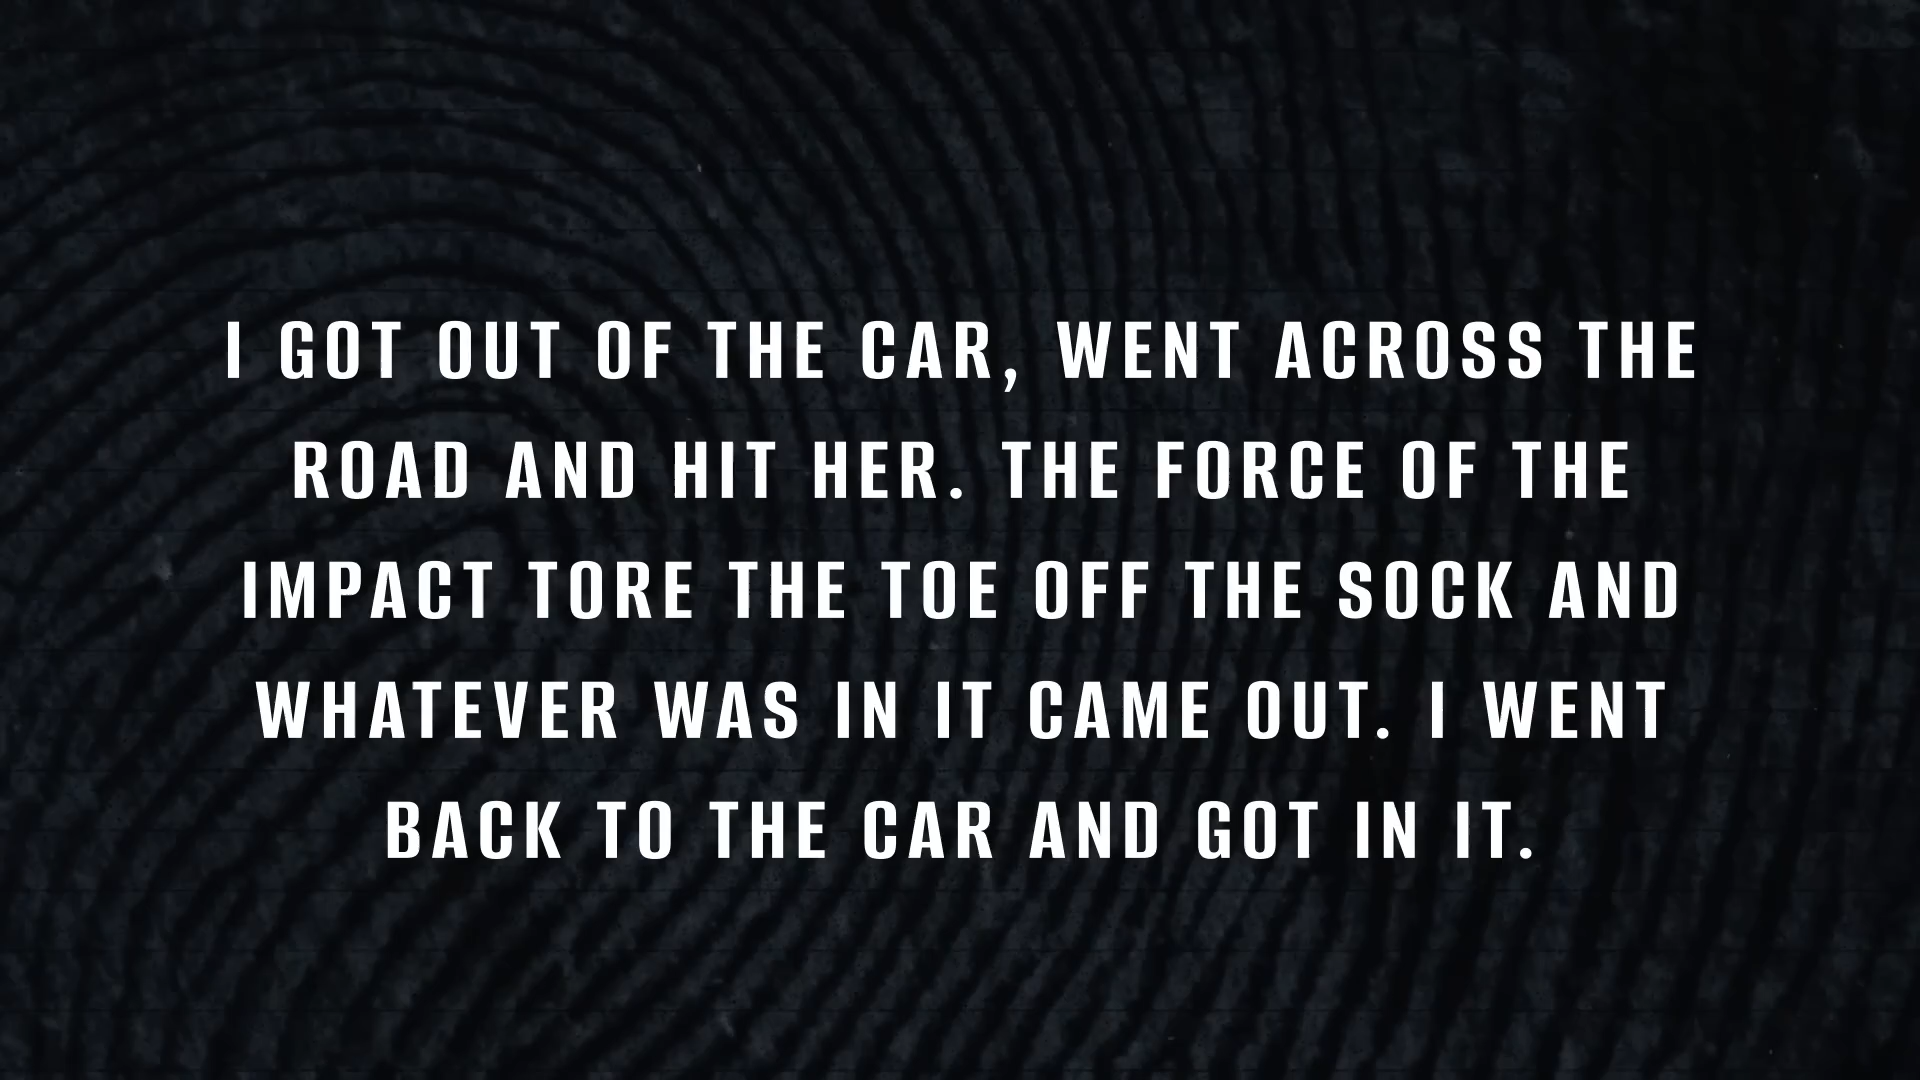 I GOT OUT OF THE CAR, WENT ACROSS THE
ROAD AND HIT HER. THE FORCE OF THE
IMPACT TORE THE TOE OFF THE SOCK AND
WHATEVER WAS IN IT CAME OUT. I WENT
BACK TO THE CAR AND GOT IN IT.